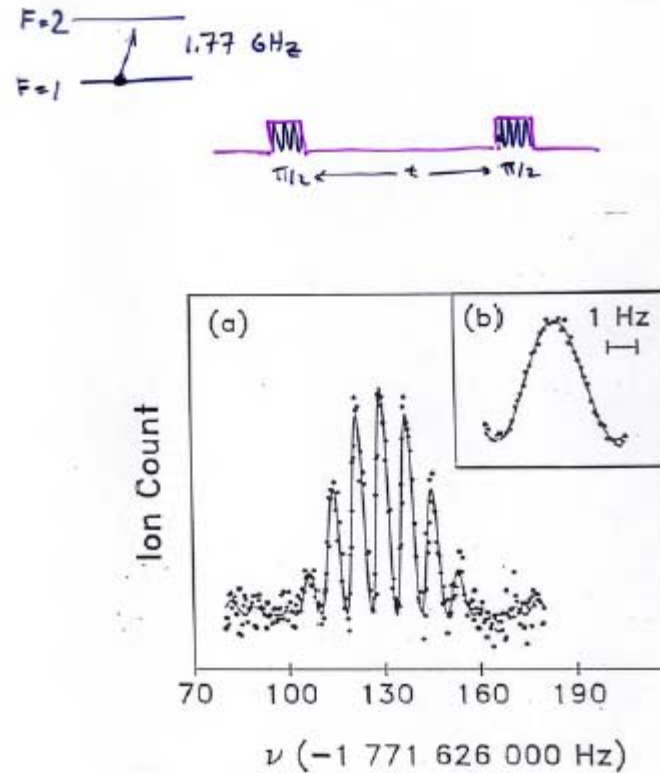 F=2
1.77 GHz
F=1
π/2 ← t → π/2
(a)
(b)
1 Hz
Ion Count
70 100 130 160 190
ν (−1 771 626 000 Hz)